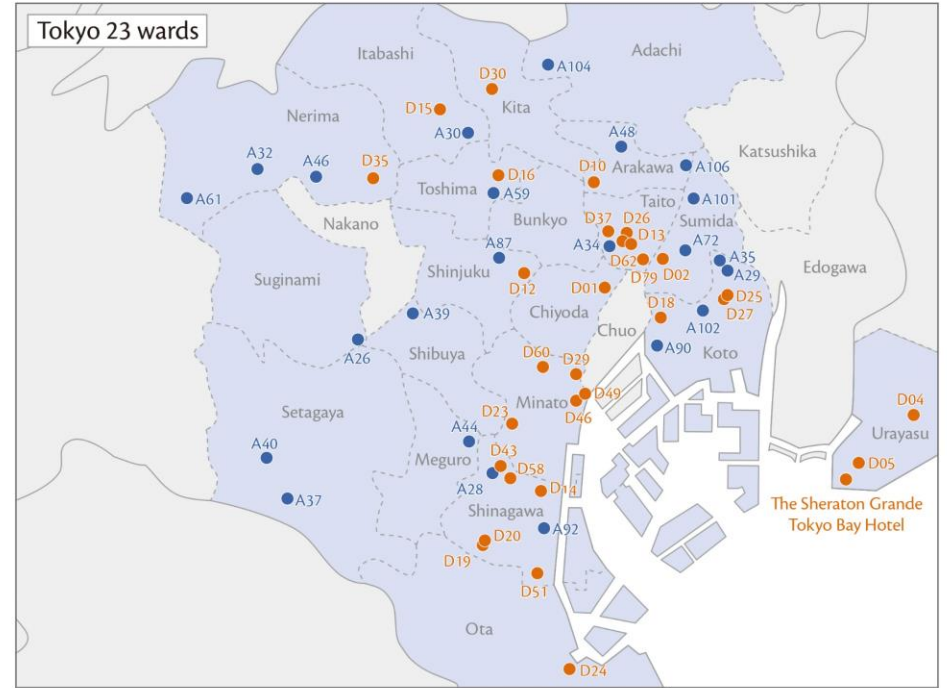 Tokyo 23 wards
Itabashi
Adachi
A104
D30
Kita
D15
Nerima
A30
A48
Katsushika
A32
A46
D35
D16
D10
Arakawa
A106
Toshima
A59
A61
Taito
A101
Nakano
Bunkyo
D37
D26
Sumida
D13
A34
A72
A87
D62
A35
Edogawa
Suginami
Shinjuku
D12
D79
D02
A29
D01
D25
D18
D27
Chiyoda
A39
A102
Chuo
A26
Shibuya
A90
Koto
D60
D29
D49
Minato
D46
D04
Setagaya
D23
Urayasu
A44
D43
Meguro
A40
D58
D05
A28
D14
A37
Shinagawa
The Sheraton Grande
Tokyo Bay Hotel
A92
D20
D19
D51
Ota
D24